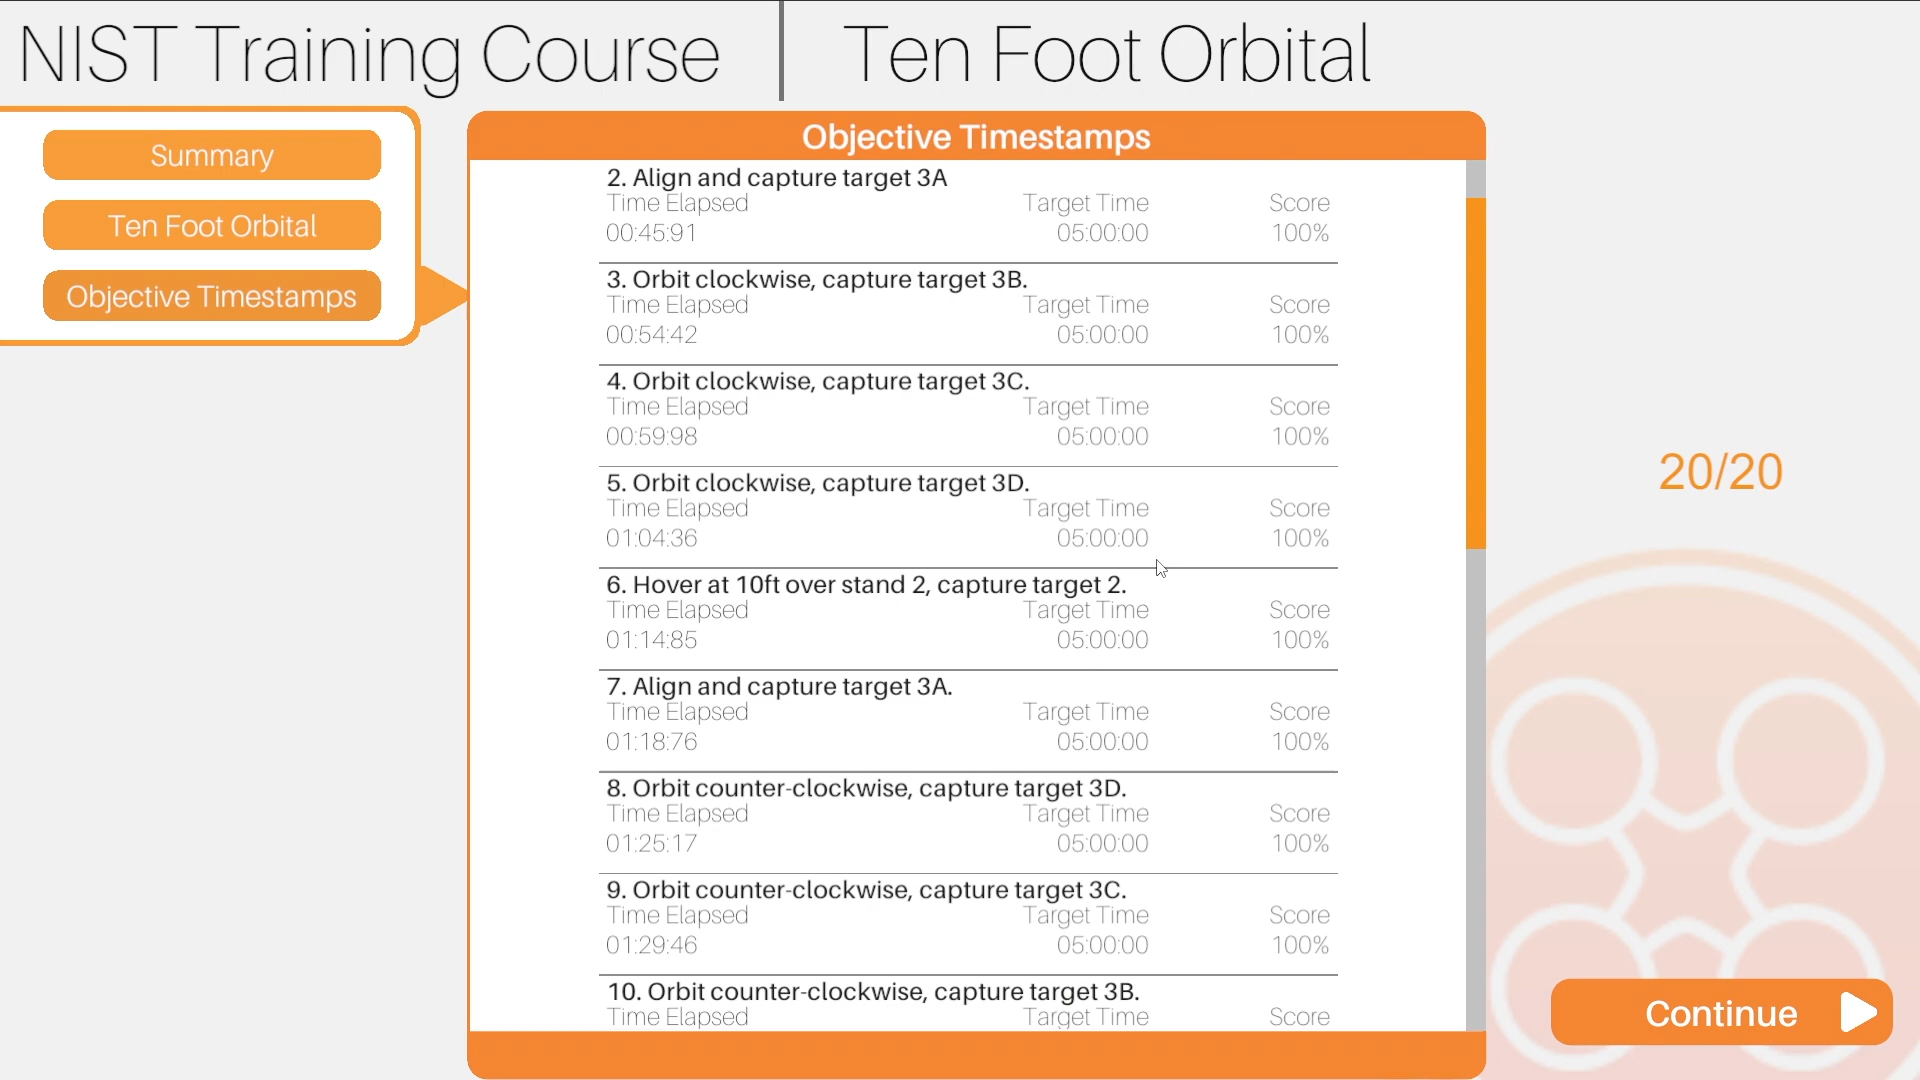 NIST Training Course
Ten Foot Orbital
Summary
Ten Foot Orbital
Objective Timestamps
Objective Timestamps
2. Align and capture target 3A
Time Elapsed Target Time Score
00:45:91 05:00:00 100%
3. Orbit clockwise, capture target 3B.
Time Elapsed Target Time Score
00:54:42 05:00:00 100%
4. Orbit clockwise, capture target 3C.
Time Elapsed Target Time Score
00:59:98 05:00:00 100%
5. Orbit clockwise, capture target 3D.
Time Elapsed Target Time Score
01:04:36 05:00:00 100%
6. Hover at 10ft over stand 2, capture target 2.
Time Elapsed Target Time Score
01:14:85 05:00:00 100%
7. Align and capture target 3A.
Time Elapsed Target Time Score
01:18:76 05:00:00 100%
8. Orbit counter-clockwise, capture target 3D.
Time Elapsed Target Time Score
01:25:17 05:00:00 100%
9. Orbit counter-clockwise, capture target 3C.
Time Elapsed Target Time Score
01:29:46 05:00:00 100%
10. Orbit counter-clockwise, capture target 3B.
Time Elapsed Target Time Score
20/20
Continue